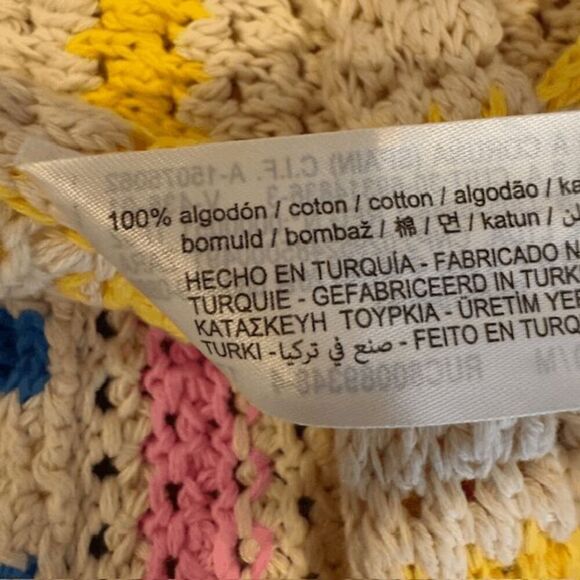 100% algodón / coton / cotton / algodão /
bomuld / bombaž / 棉 / 면 / katun /
HECHO EN TURQUÍA - FABRICADO
TURQUIE - GEFABRICEERD IN TURK
ΚΑΤΑΣΚΕΥΗ ΤΟΥΡΚΙΑ - ÜRETİM YE
TURKI - صنع في تركيا - FEITO EN TURQ